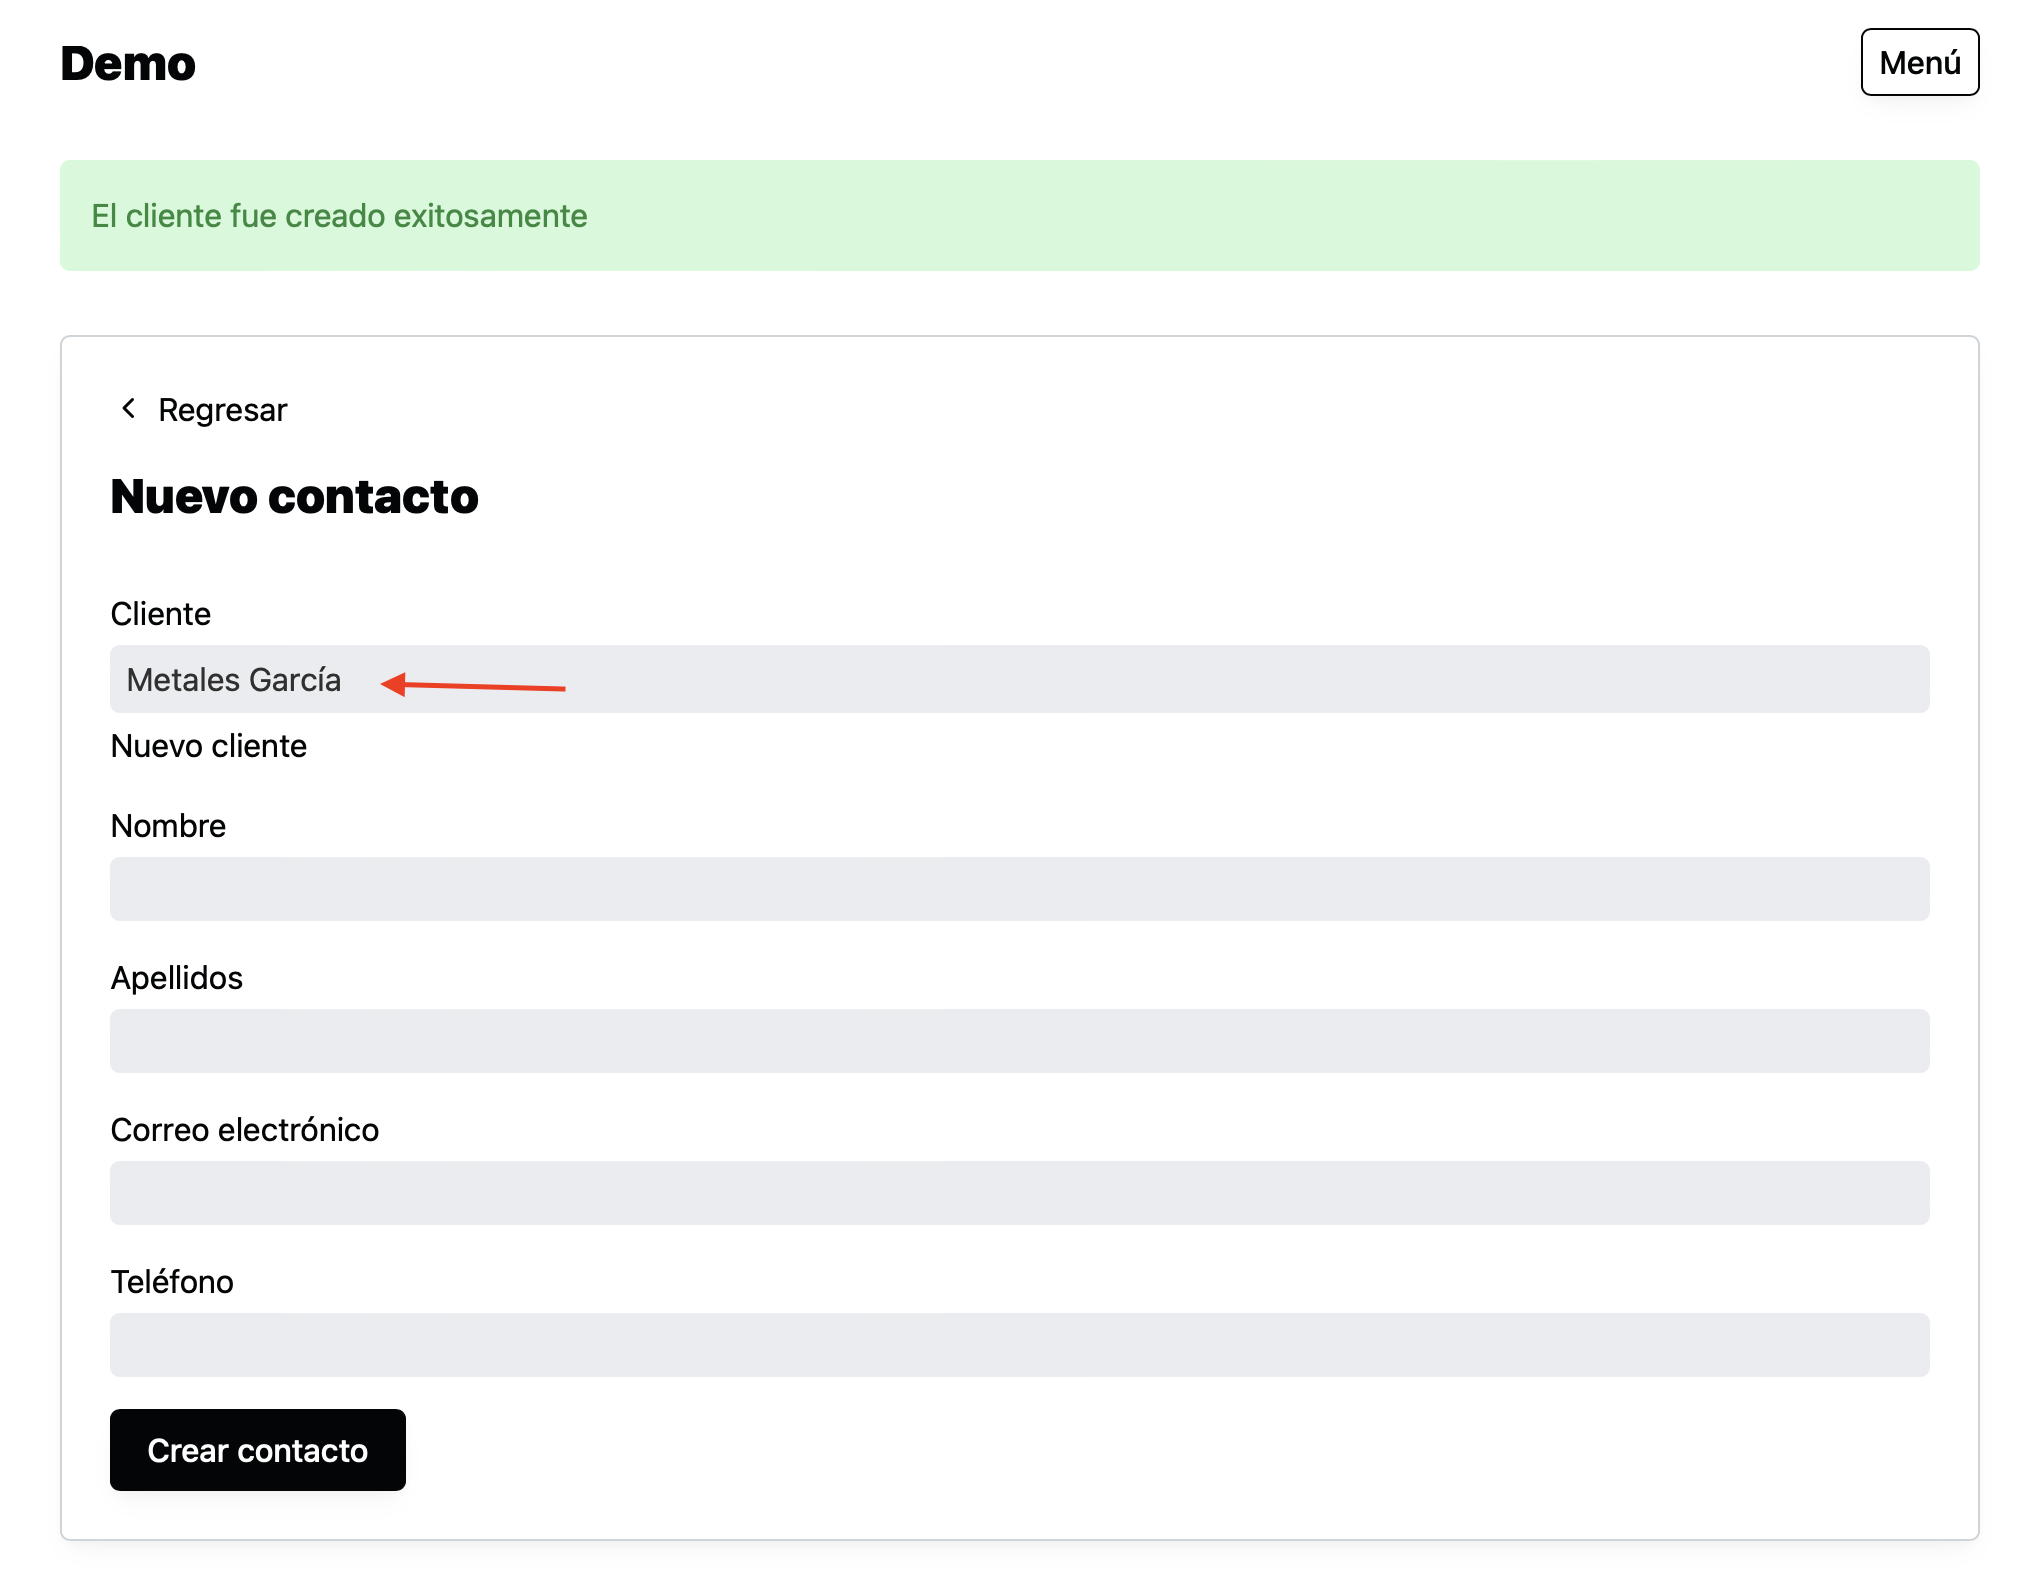 Demo
Menú
El cliente fue creado exitosamente
Regresar
Nuevo contacto
Cliente
Metales García
Nuevo cliente
Nombre
Apellidos
Correo electrónico
Teléfono
Crear contacto